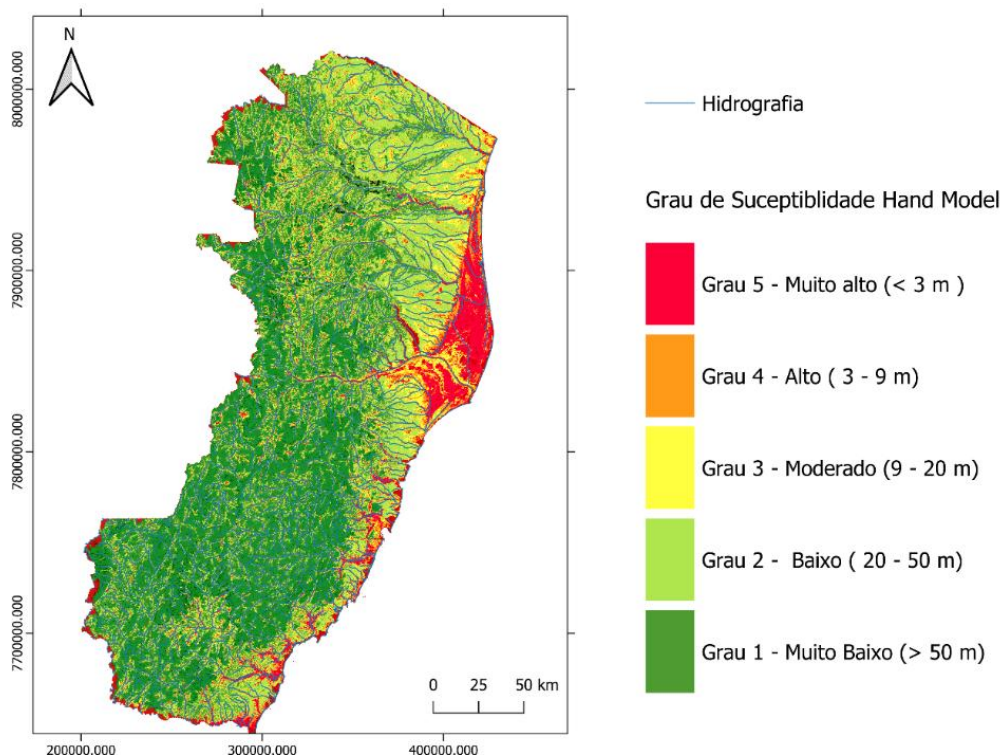 N
8000000.000
7900000.000
7800000.000
7700000.000
200000.000
300000.000
400000.000
0 25 50 km
Hidrografia
Grau de Suceptiblidade Hand Model
Grau 5 - Muito alto (< 3 m )
Grau 4 - Alto ( 3 - 9 m)
Grau 3 - Moderado (9 - 20 m)
Grau 2 -  Baixo ( 20 - 50 m)
Grau 1 - Muito Baixo (> 50 m)